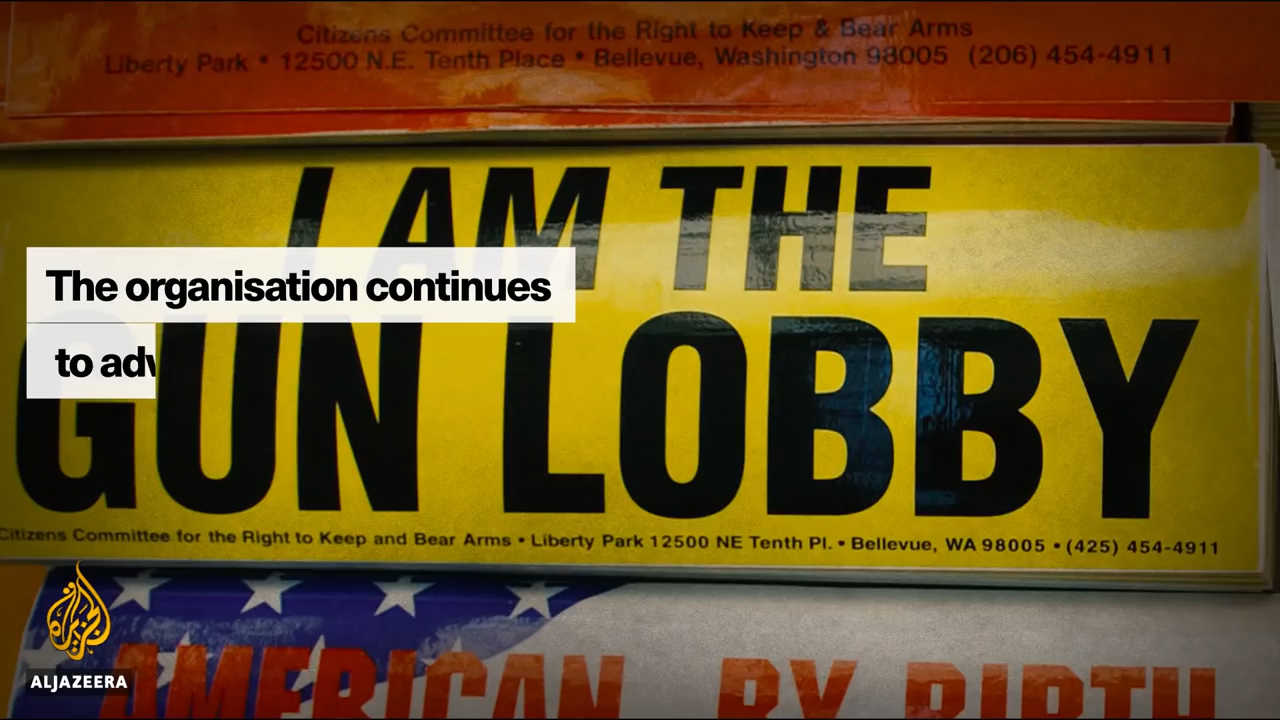 Citizens Committee for the Right to Keep & Bear Arms
Liberty Park • 12500 N.E. Tenth Place • Bellevue, Washington 98005 (206) 454-4911
I AM THE
The organisation continues
to adv
GUN LOBBY
Citizens Committee for the Right to Keep and Bear Arms • Liberty Park 12500 NE Tenth Pl. • Bellevue, WA 98005 • (425) 454-4911
AMERICAN BY BIRTH
الجزيرة
ALJAZEERA